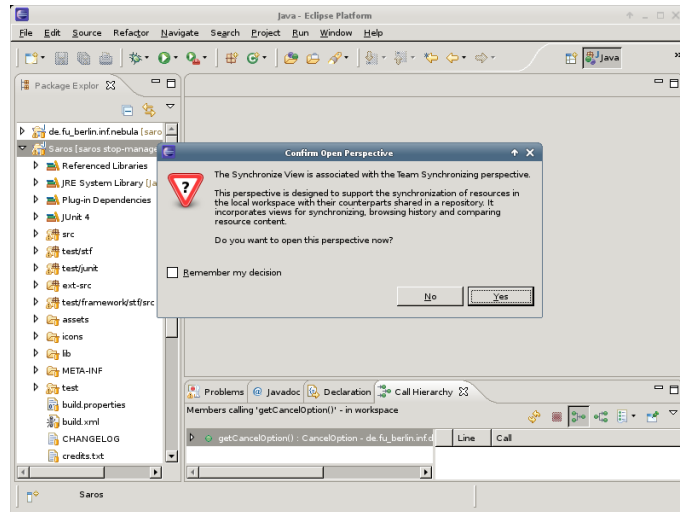 Java - Eclipse Platform
File Edit Source Refactor Navigate Search Project Run Window Help
Java
»
Package Explor
de.fu_berlin.inf.nebula [saro
Saros [saros stop-manage
Referenced Libraries
JRE System Library [Ja
Plug-in Dependencies
JUnit 4
src
test/stf
test/junit
ext-src
test/framework/stf/src
assets
icons
lib
META-INF
test
build.properties
build.xml
CHANGELOG
credits.txt
Confirm Open Perspective
?
The Synchronize View is associated with the Team Synchronizing perspective.
This perspective is designed to support the synchronization of resources in
the local workspace with their counterparts shared in a repository. It
incorporates views for synchronizing, browsing history and comparing
resource content.
Do you want to open this perspective now?
Remember my decision
No Yes
Problems @ Javadoc Declaration Call Hierarchy
Members calling 'getCancelOption()' - in workspace
getCancelOption() : CancelOption - de.fu_berlin.inf.d
Line Call
Saros